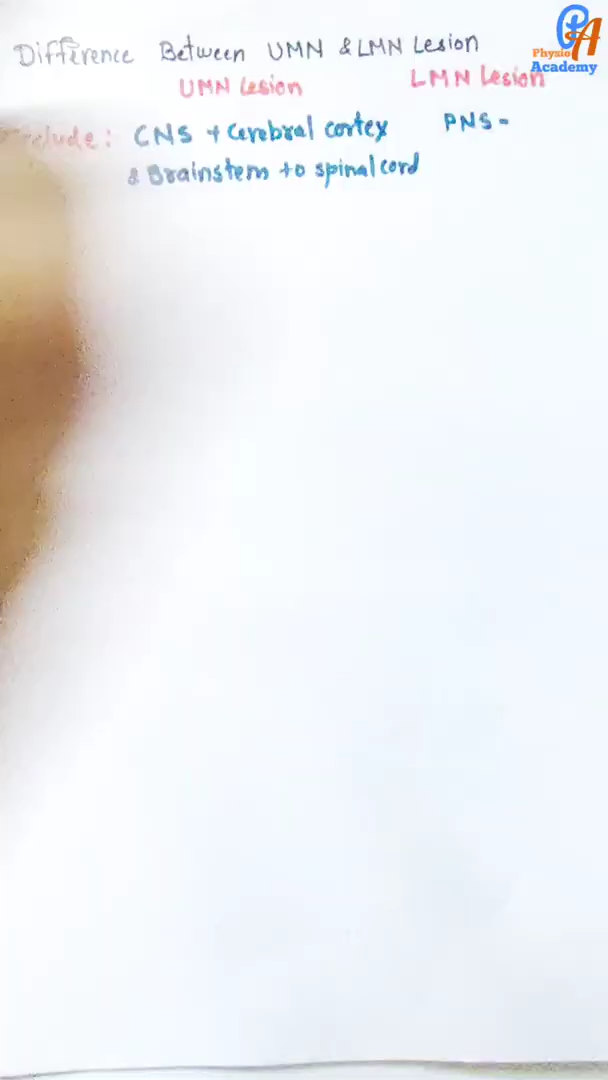 Difference Between UMN & LMN Lesion
UMN Lesion LMN Lesion
clude: CNS + Cerebral cortex PNS -
& Brainstem to spinal cord
Physio
Academy